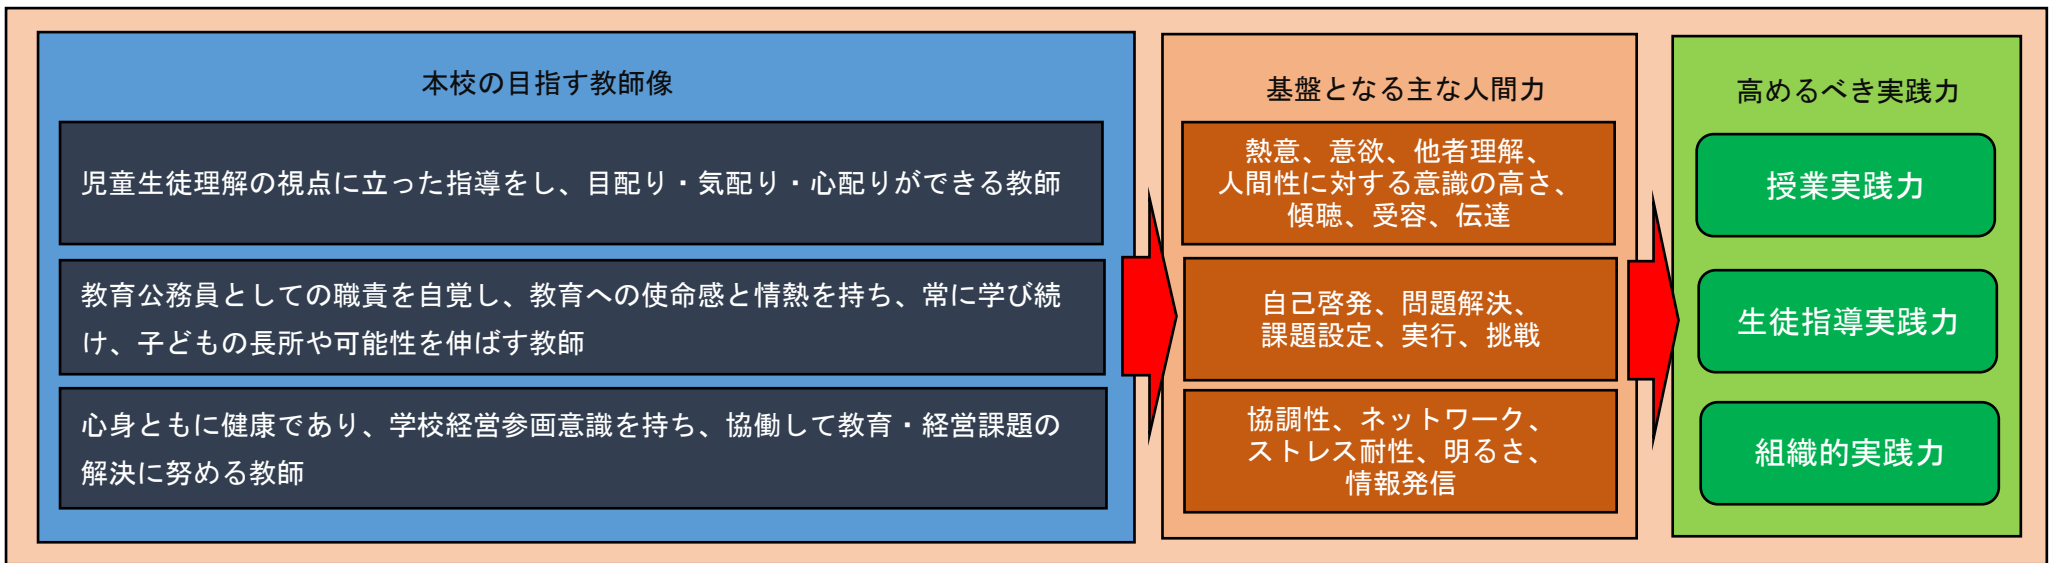 本校の目指す教師像
児童生徒理解の視点に立った指導をし、目配り・気配り・心配りができる教師
教育公務員としての職責を自覚し、教育への使命感と情熱を持ち、常に学び続
け、子どもの長所や可能性を伸ばす教師
心身ともに健康であり、学校経営参画意識を持ち、協働して教育・経営課題の
解決に努める教師
基盤となる主な人間力
熱意、意欲、他者理解、
人間性に対する意識の高さ、
傾聴、受容、伝達
自己啓発、問題解決、
課題設定、実行、挑戦
協調性、ネットワーク、
ストレス耐性、明るさ、
情報発信
高めるべき実践力
授業実践力
生徒指導実践力
組織的実践力